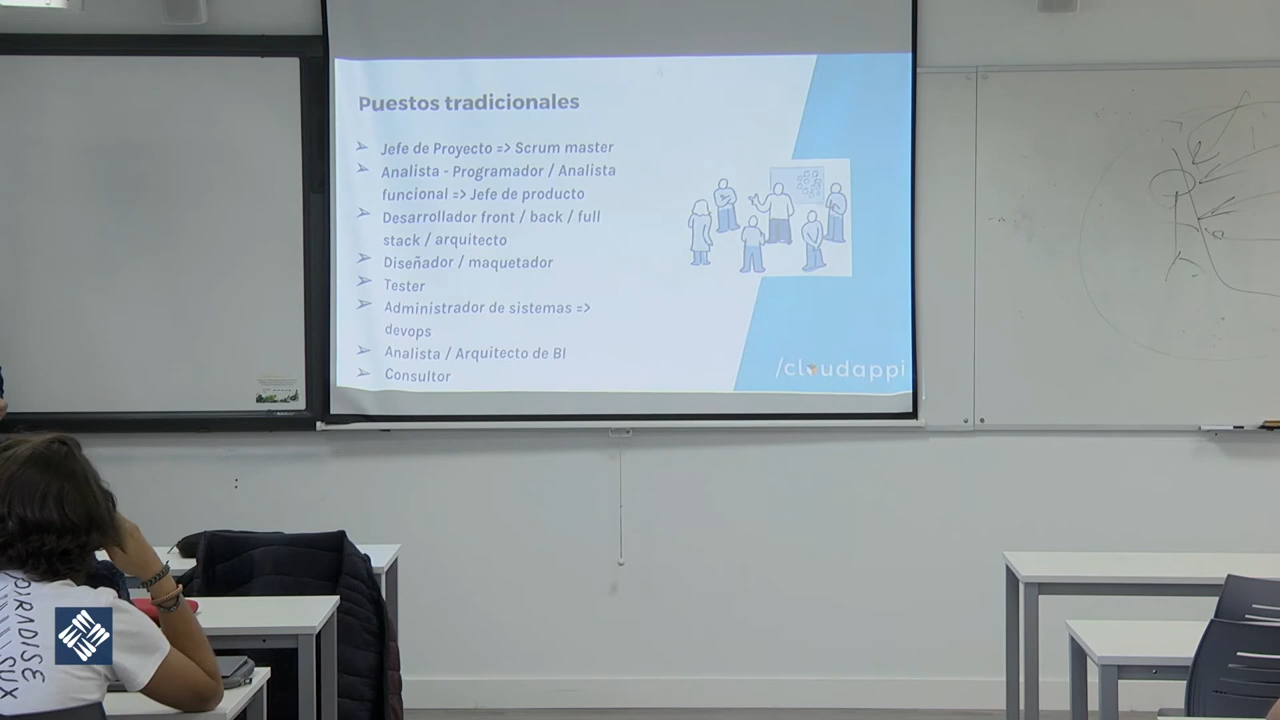 Puestos tradicionales
Jefe de Proyecto => Scrum master
Analista - Programador / Analista
funcional => Jefe de producto
Desarrollador front / back / full
stack / arquitecto
Diseñador / maquetador
Tester
Administrador de sistemas =>
devops
Analista / Arquitecto de BI
Consultor
/cloudappi